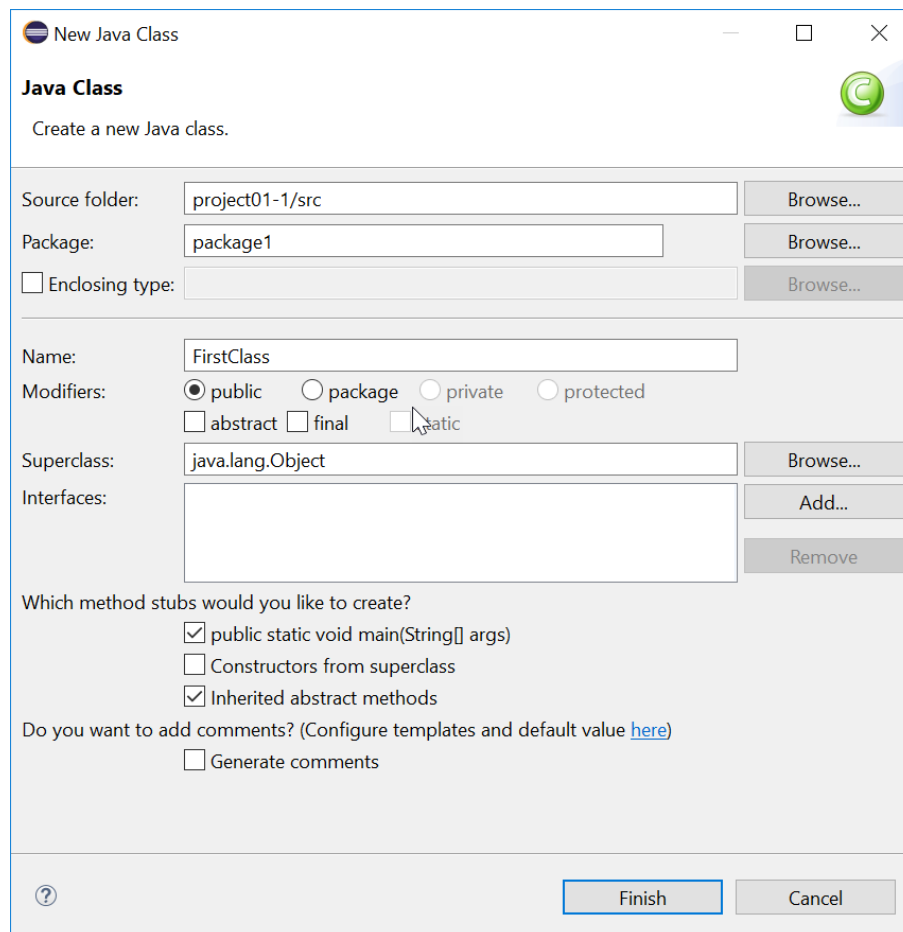 New Java Class
Java Class
Create a new Java class.
Source folder: project01-1/src Browse...
Package: package1 Browse...
Enclosing type: Browse...
Name: FirstClass
Modifiers: public package private protected
abstract final static
Superclass: java.lang.Object Browse...
Interfaces: Add...
Remove
Which method stubs would you like to create?
public static void main(String[] args)
Constructors from superclass
Inherited abstract methods
Do you want to add comments? (Configure templates and default value here)
Generate comments
? Finish Cancel